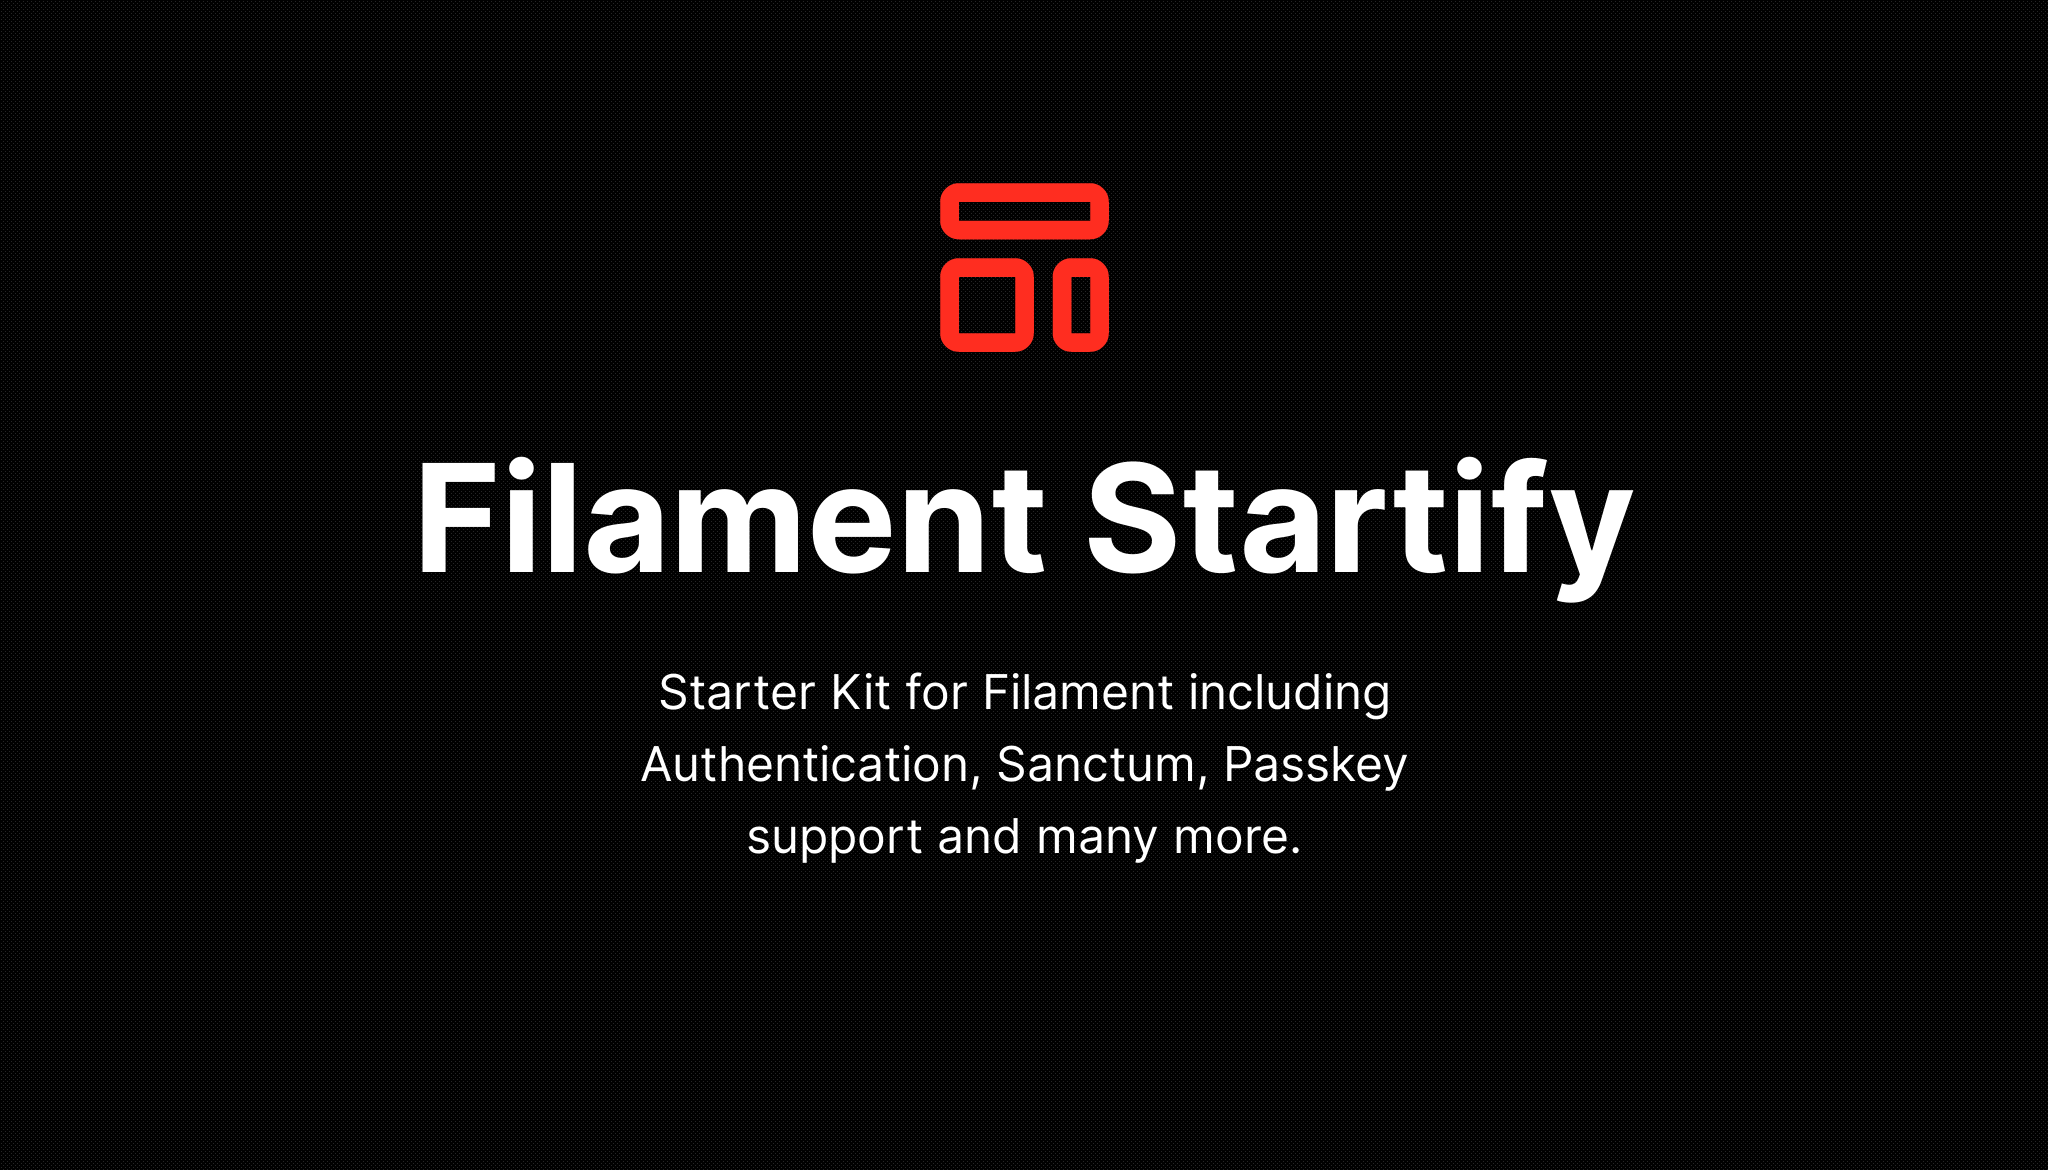 Filament Startify
Starter Kit for Filament including
Authentication, Sanctum, Passkey
support and many more.